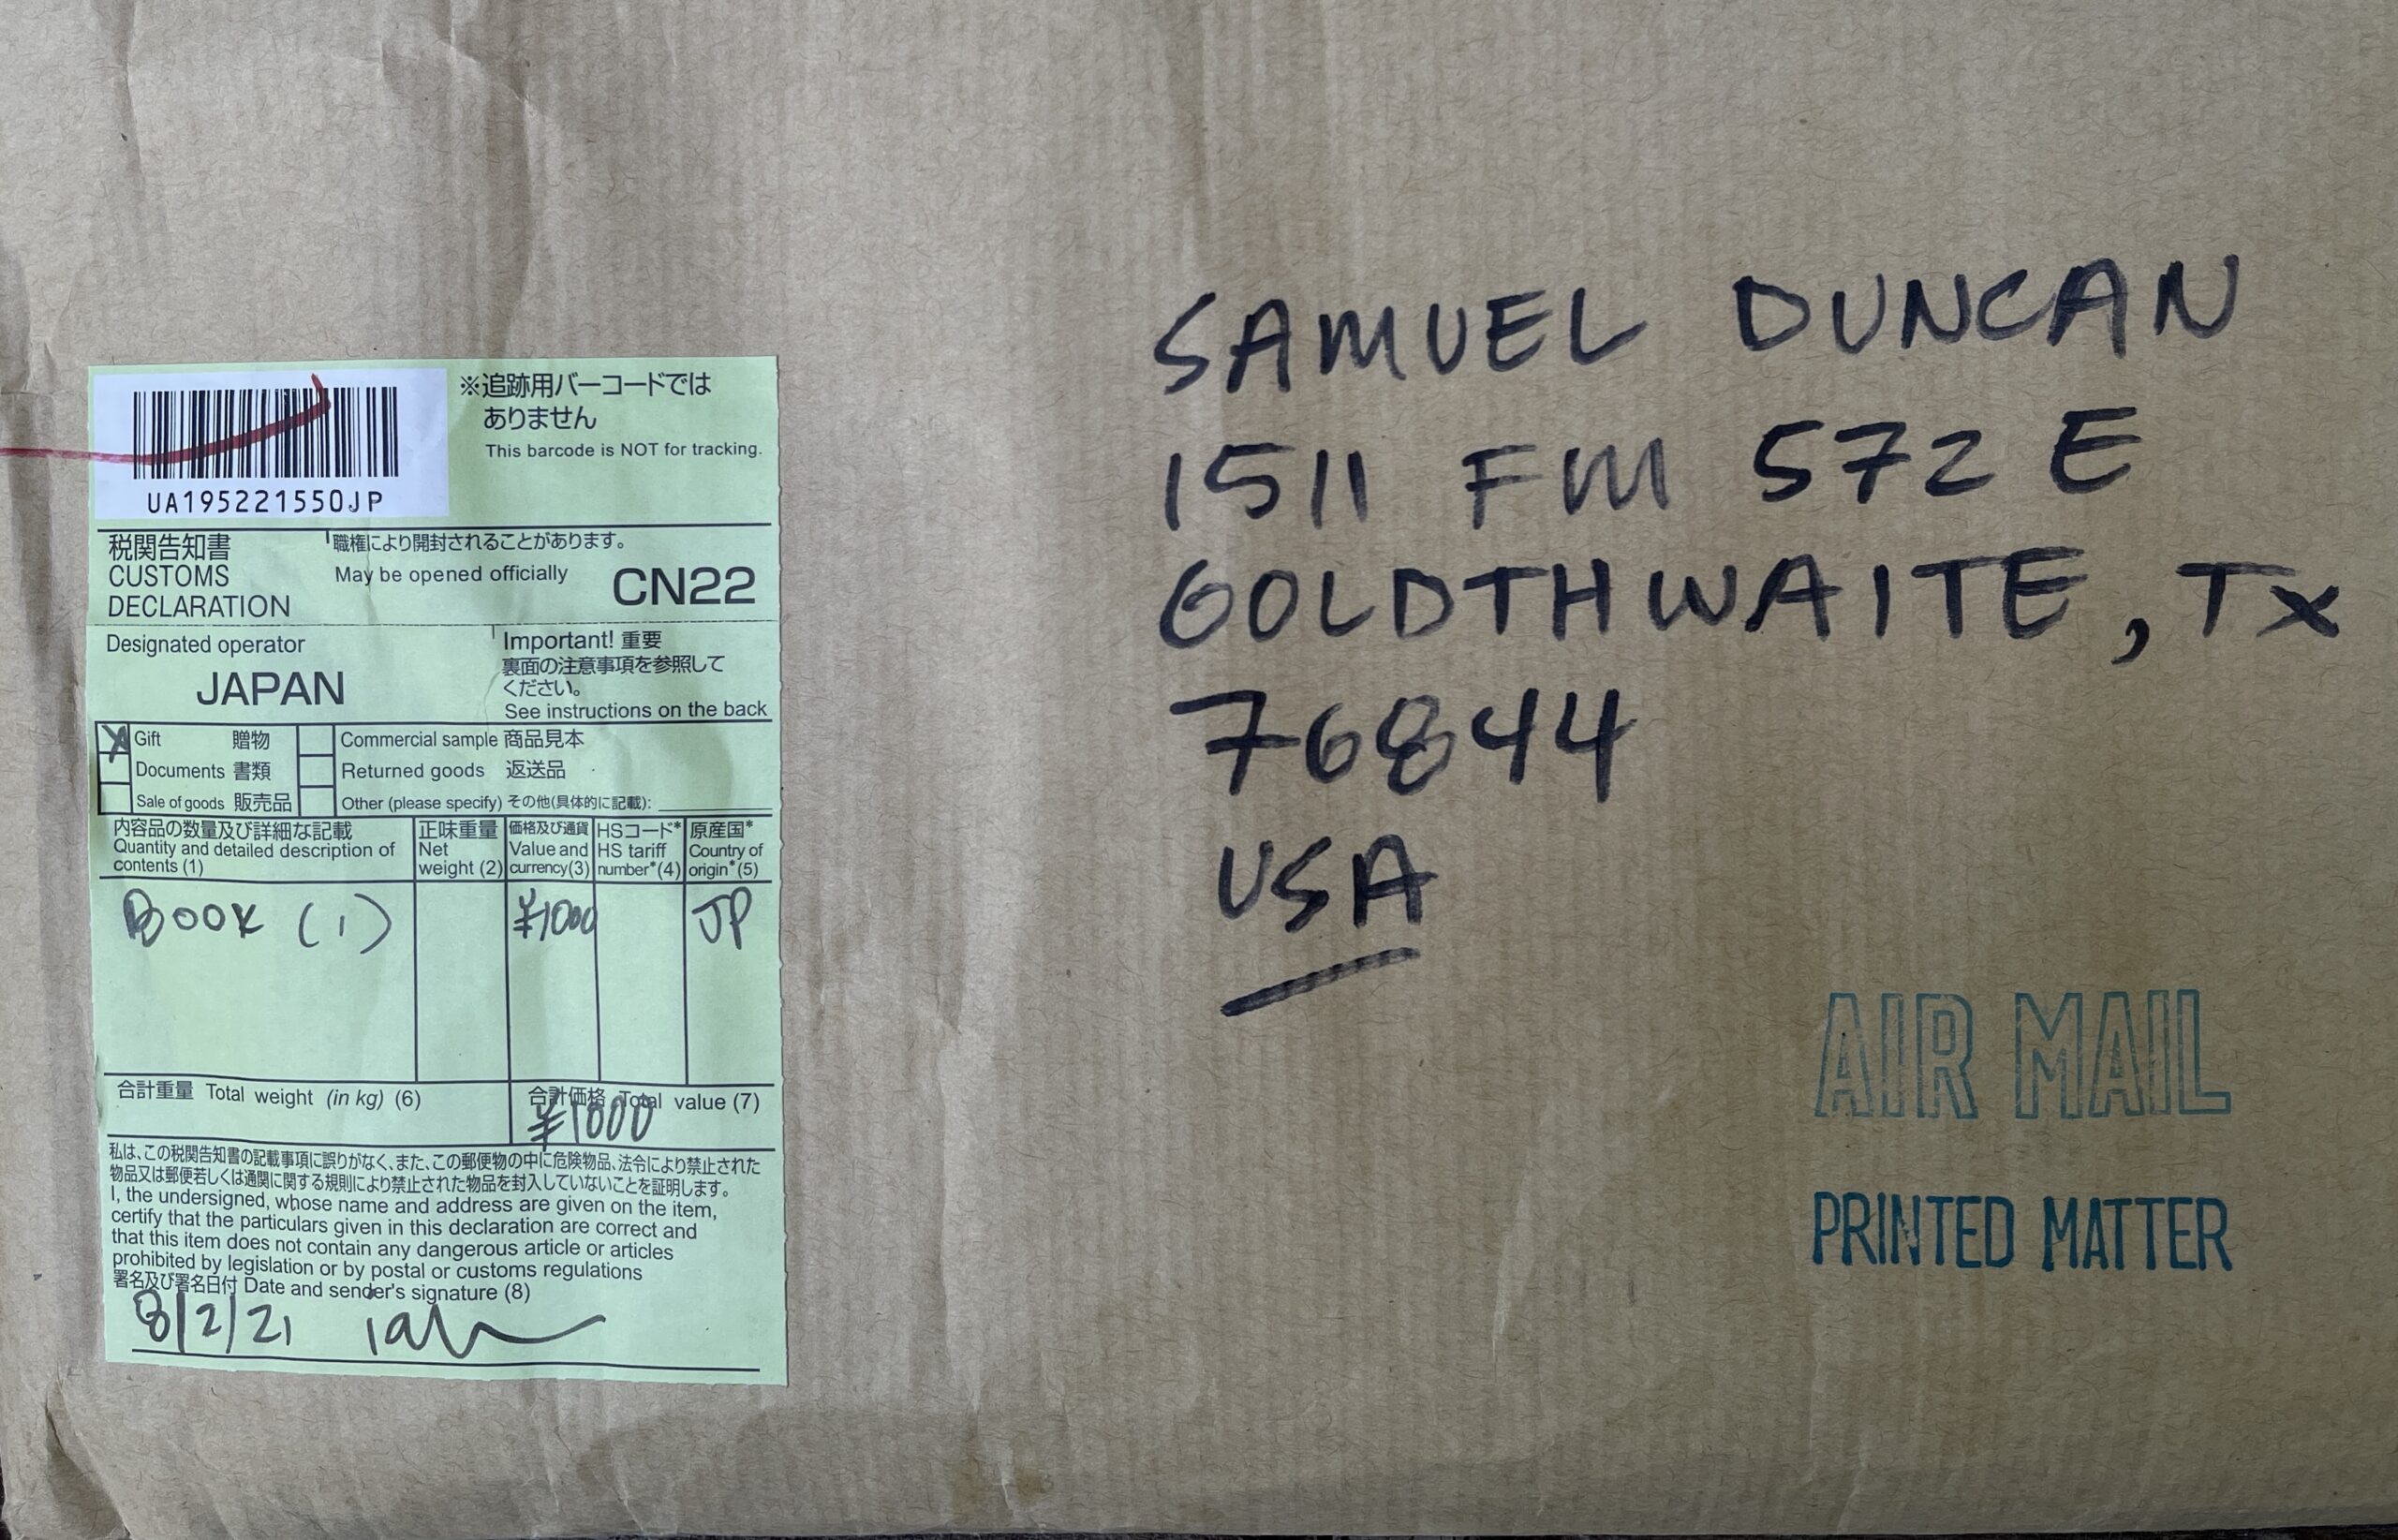 ※追跡用バーコードでは
ありません
This barcode is NOT for tracking.
UA195221550JP
税関告知書
CUSTOMS
DECLARATION
職権により開封されることがあります。
May be opened officially
CN22
Designated operator
JAPAN
Important! 重要
裏面の注意事項を参照して
ください。
See instructions on the back
X Gift 贈物
Commercial sample 商品見本
Documents 書類
Returned goods 返送品
Sale of goods 販売品
Other (please specify) その他(具体的に記載):
内容品の数量及び詳細な記載
Quantity and detailed description of
contents (1)
正味重量
Net
weight (2)
価格及び通貨
Value and
currency(3)
HSコード*
HS tariff
number*(4)
原産国*
Country of
origin*(5)
BOOK (1)
¥1000
JP
合計重量 Total weight (in kg) (6)
合計価格 Total value (7)
¥1000
私は、この税関告知書の記載事項に誤りがなく、また、この郵便物の中に危険物品、法令により禁止された
物品又は郵便若しくは通関に関する規則により禁止された物品を封入していないことを証明します。
I, the undersigned, whose name and address are given on the item,
certify that the particulars given in this declaration are correct and
that this item does not contain any dangerous article or articles
prohibited by legislation or by postal or customs regulations
署名及び署名日付 Date and sender's signature (8)
8/2/21
SAMUEL DUNCAN
1511 FM 572 E
GOLDTHWAITE, TX
76844
USA
AIR MAIL
PRINTED MATTER